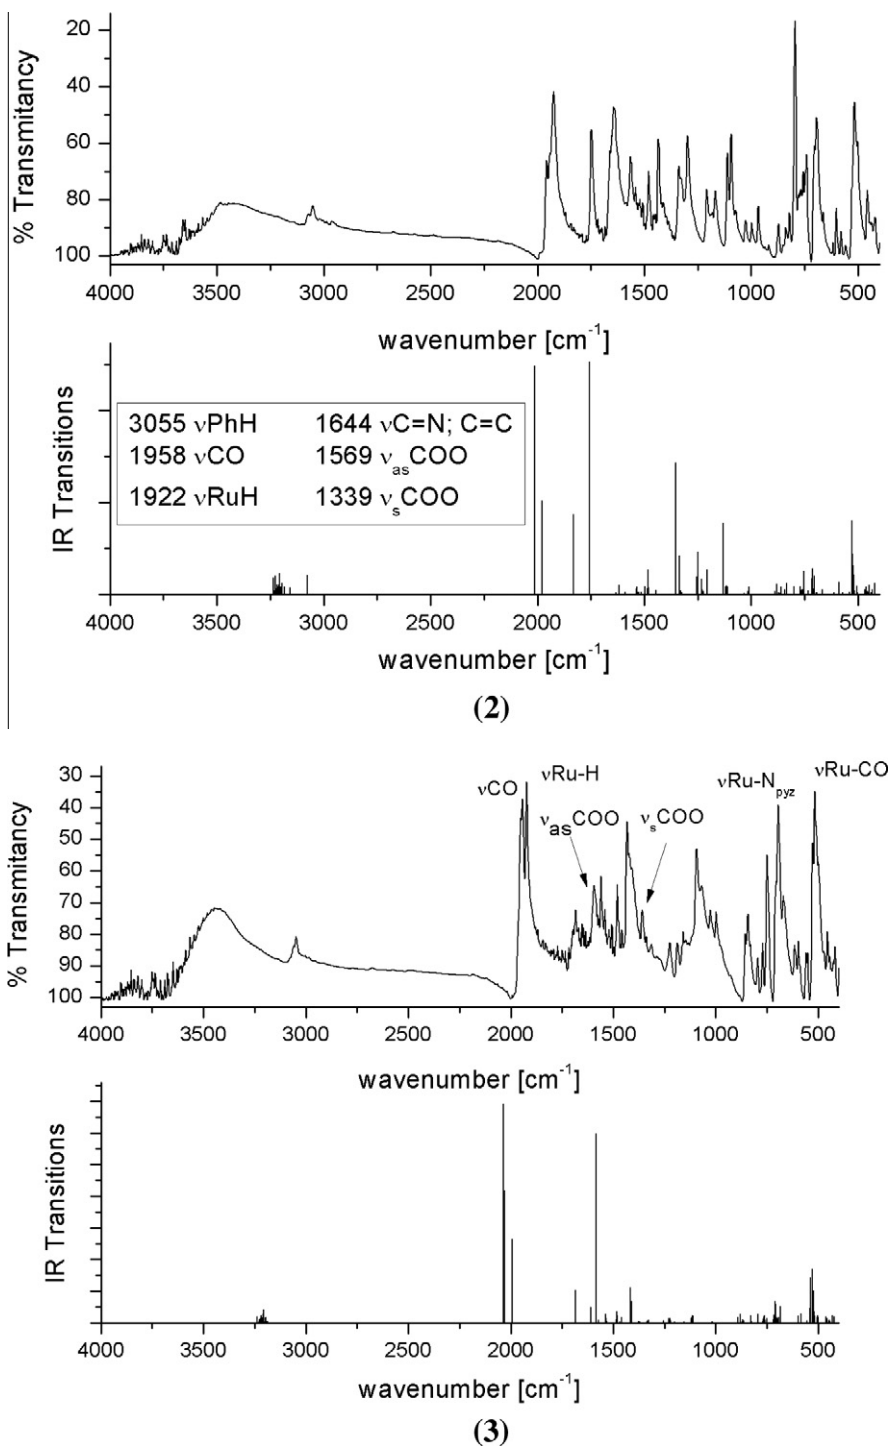 20
40
60
80
100
% Transmitancy
4000 3500 3000 2500 2000 1500 1000 500
wavenumber [cm⁻¹]
IR Transitions
3055 νPhH 1644 νC=N; C=C
1958 νCO 1569 νₐₛCOO
1922 νRuH 1339 νₛCOO
4000 3500 3000 2500 2000 1500 1000 500
wavenumber [cm⁻¹]
(2)
30
40
50
60
70
80
90
100
% Transmitancy
νCO
νRu-H
νₐₛCOO
νₛCOO
νRu-N_pyz
νRu-CO
4000 3500 3000 2500 2000 1500 1000 500
wavenumber [cm⁻¹]
IR Transitions
4000 3500 3000 2500 2000 1500 1000 500
wavenumber [cm⁻¹]
(3)